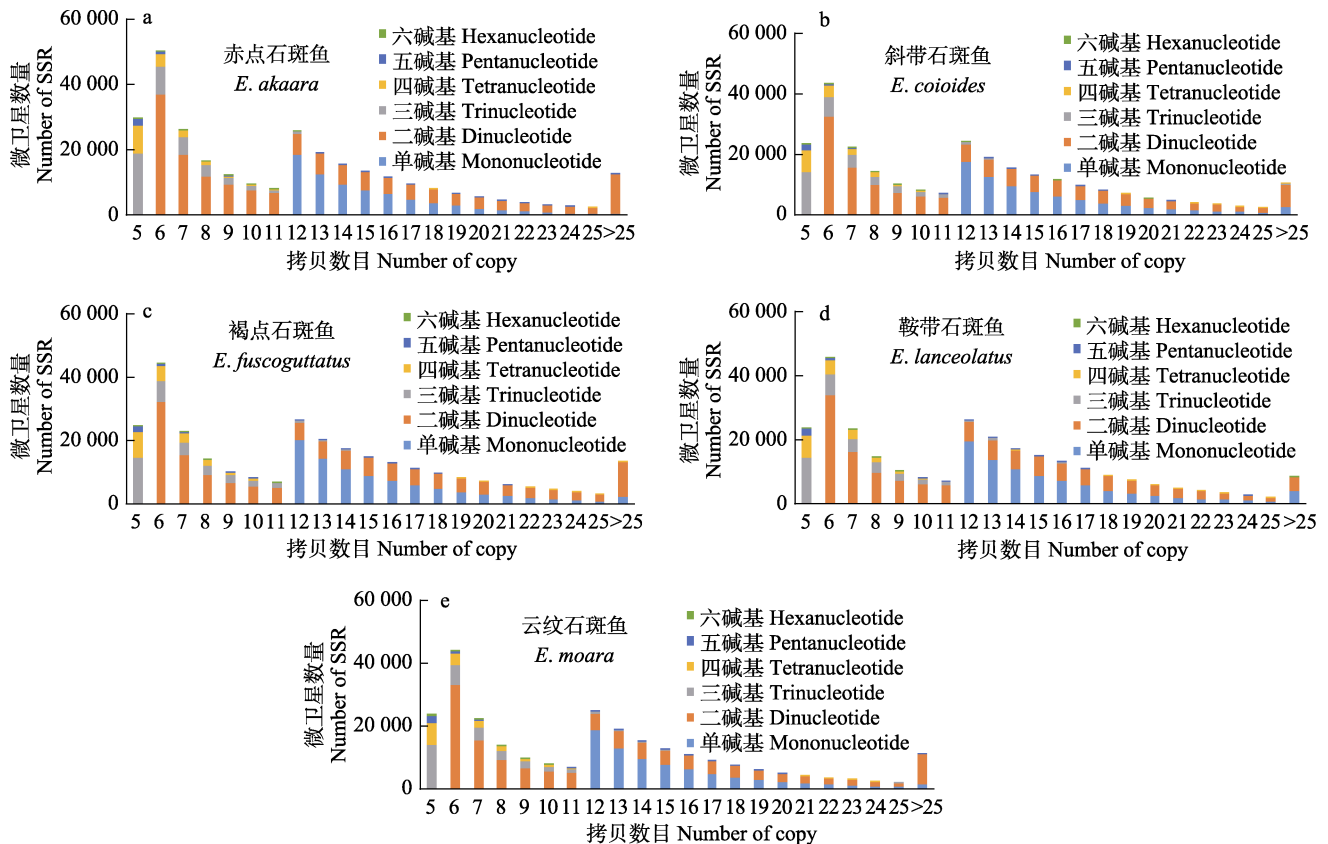 a
赤点石斑鱼
E. akaara
六碱基 Hexanucleotide
五碱基 Pentanucleotide
四碱基 Tetranucleotide
三碱基 Trinucleotide
二碱基 Dinucleotide
单碱基 Mononucleotide
微卫星数量
Number of SSR
60 000
40 000
20 000
0
5 6 7 8 9 10 11 12 13 14 15 16 17 18 19 20 21 22 23 24 25 >25
拷贝数目 Number of copy
b
斜带石斑鱼
E. coioides
六碱基 Hexanucleotide
五碱基 Pentanucleotide
四碱基 Tetranucleotide
三碱基 Trinucleotide
二碱基 Dinucleotide
单碱基 Mononucleotide
微卫星数量
Number of SSR
60 000
40 000
20 000
0
5 6 7 8 9 10 11 12 13 14 15 16 17 18 19 20 21 22 23 24 25 >25
拷贝数目 Number of copy
c
褐点石斑鱼
E. fuscoguttatus
六碱基 Hexanucleotide
五碱基 Pentanucleotide
四碱基 Tetranucleotide
三碱基 Trinucleotide
二碱基 Dinucleotide
单碱基 Mononucleotide
微卫星数量
Number of SSR
60 000
40 000
20 000
0
5 6 7 8 9 10 11 12 13 14 15 16 17 18 19 20 21 22 23 24 25 >25
拷贝数目 Number of copy
d
鞍带石斑鱼
E. lanceolatus
六碱基 Hexanucleotide
五碱基 Pentanucleotide
四碱基 Tetranucleotide
三碱基 Trinucleotide
二碱基 Dinucleotide
单碱基 Mononucleotide
微卫星数量
Number of SSR
60 000
40 000
20 000
0
5 6 7 8 9 10 11 12 13 14 15 16 17 18 19 20 21 22 23 24 25 >25
拷贝数目 Number of copy
e
云纹石斑鱼
E. moara
六碱基 Hexanucleotide
五碱基 Pentanucleotide
四碱基 Tetranucleotide
三碱基 Trinucleotide
二碱基 Dinucleotide
单碱基 Mononucleotide
微卫星数量
Number of SSR
60 000
40 000
20 000
0
5 6 7 8 9 10 11 12 13 14 15 16 17 18 19 20 21 22 23 24 25 >25
拷贝数目 Number of copy